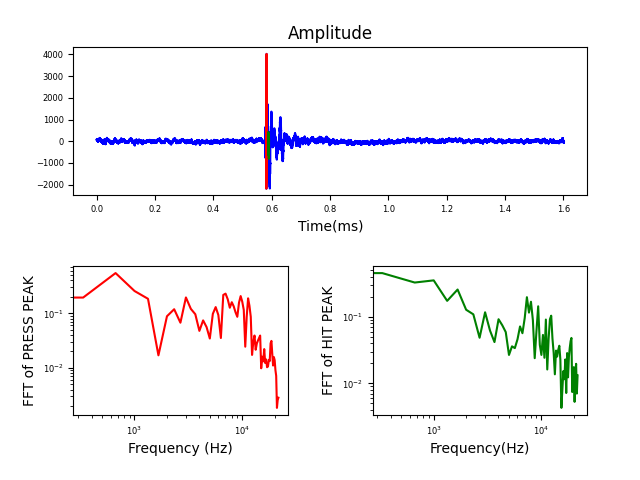 Amplitude
4000
3000
2000
1000
0
−1000
−2000
0.0 0.2 0.4 0.6 0.8 1.0 1.2 1.4 1.6
Time(ms)
FFT of PRESS PEAK
10⁻¹
10⁻²
10³ 10⁴
Frequency (Hz)
FFT of HIT PEAK
10⁻¹
10⁻²
10³ 10⁴
Frequency(Hz)